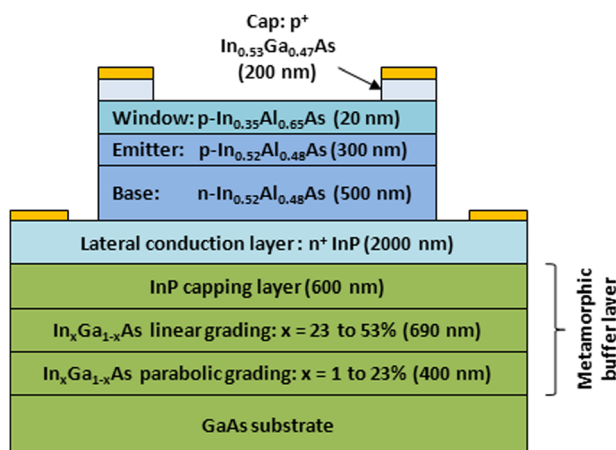 Cap: p⁺
In₀.₅₃Ga₀.₄₇As
(200 nm)
Window: p-In₀.₃₅Al₀.₆₅As (20 nm)
Emitter: p-In₀.₅₂Al₀.₄₈As (300 nm)
Base: n-In₀.₅₂Al₀.₄₈As (500 nm)
Lateral conduction layer : n⁺ InP (2000 nm)
InP capping layer (600 nm)
InₓGa₁₋ₓAs linear grading: x = 23 to 53% (690 nm)
InₓGa₁₋ₓAs parabolic grading: x = 1 to 23% (400 nm)
GaAs substrate
Metamorphic
buffer layer